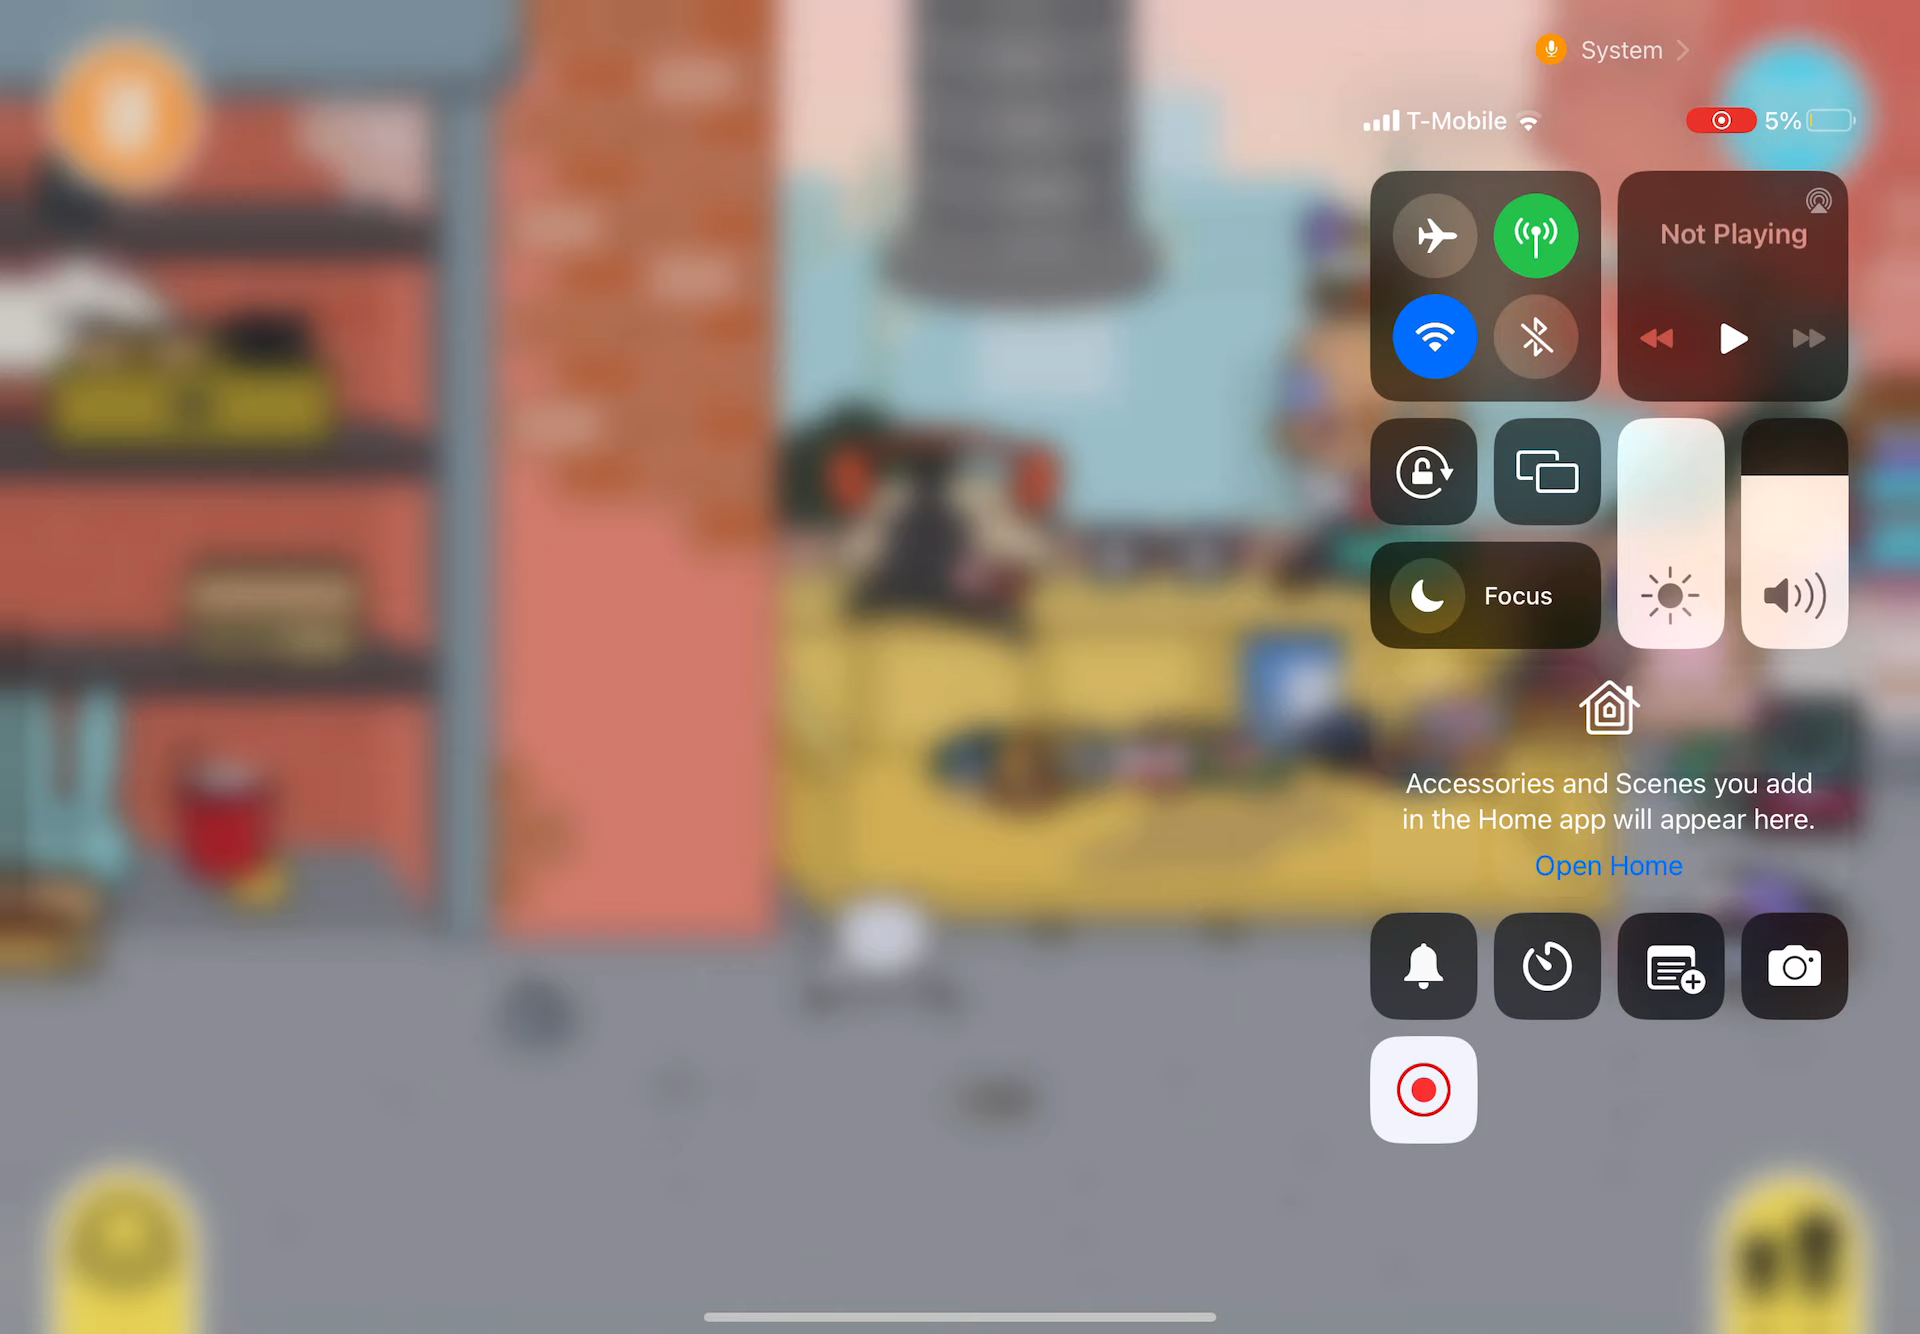 System
T-Mobile 5%
Not Playing
Focus
Accessories and Scenes you add
in the Home app will appear here.
Open Home